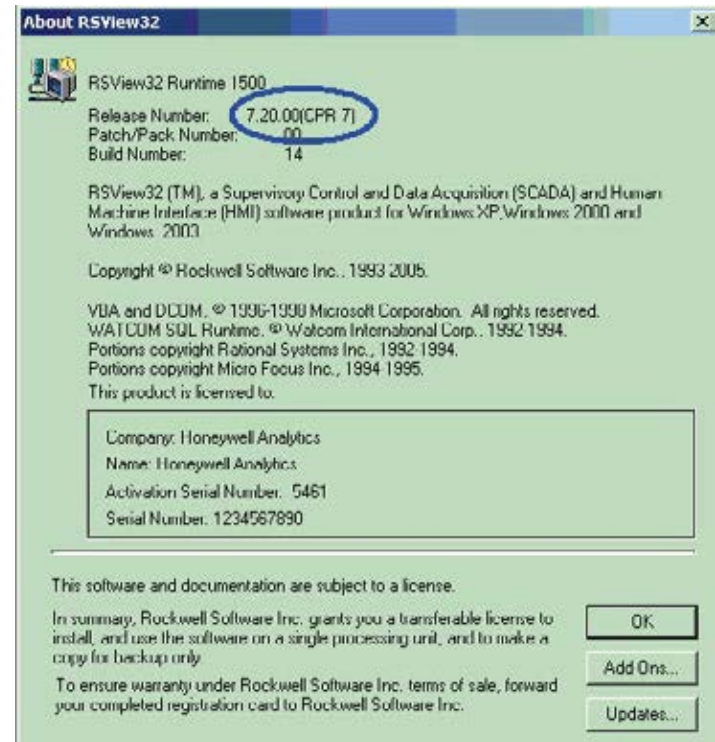 About RSView32
RSView32 Runtime 1500
Release Number: 7.20.00(CPR 7)
Patch/Pack Number: 00
Build Number: 14
RSView32 (TM), a Supervisory Control and Data Acquisition (SCADA) and Human
Machine Interface (HMI) software product for Windows XP,Windows 2000 and
Windows 2003
Copyright © Rockwell Software Inc., 1993-2005.
VBA and DCOM, © 1996-1998 Microsoft Corporation. All rights reserved.
WATCOM SQL Runtime, © Watcom International Corp., 1992-1994.
Portions copyright Rational Systems Inc., 1992-1994.
Portions copyright Micro Focus Inc., 1994-1995.
This product is licensed to:
Company: Honeywell Analytics
Name: Honeywell Analytics
Activation Serial Number: 5461
Serial Number: 1234567890
This software and documentation are subject to a license.
In summary, Rockwell Software Inc. grants you a transferable license to
install, and use the software on a single processing unit, and to make a
copy for backup only.
To ensure warranty under Rockwell Software Inc. terms of sale, forward
your completed registration card to Rockwell Software Inc.
OK
Add Ons...
Updates...